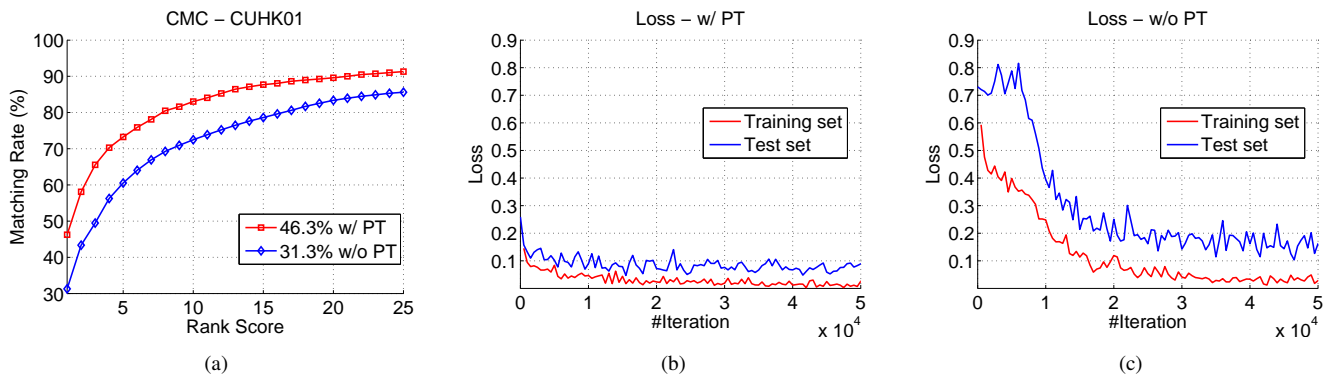 CMC − CUHK01
Matching Rate (%)
100
90
80
70
60
50
40
30
5
10
15
20
25
Rank Score
46.3% w/ PT
31.3% w/o PT
(a)
Loss − w/ PT
Loss
0.9
0.8
0.7
0.6
0.5
0.4
0.3
0.2
0.1
0
1
2
3
4
5
#Iteration
x 10^4
Training set
Test set
(b)
Loss − w/o PT
Loss
0.9
0.8
0.7
0.6
0.5
0.4
0.3
0.2
0.1
0
1
2
3
4
5
#Iteration
x 10^4
Training set
Test set
(c)